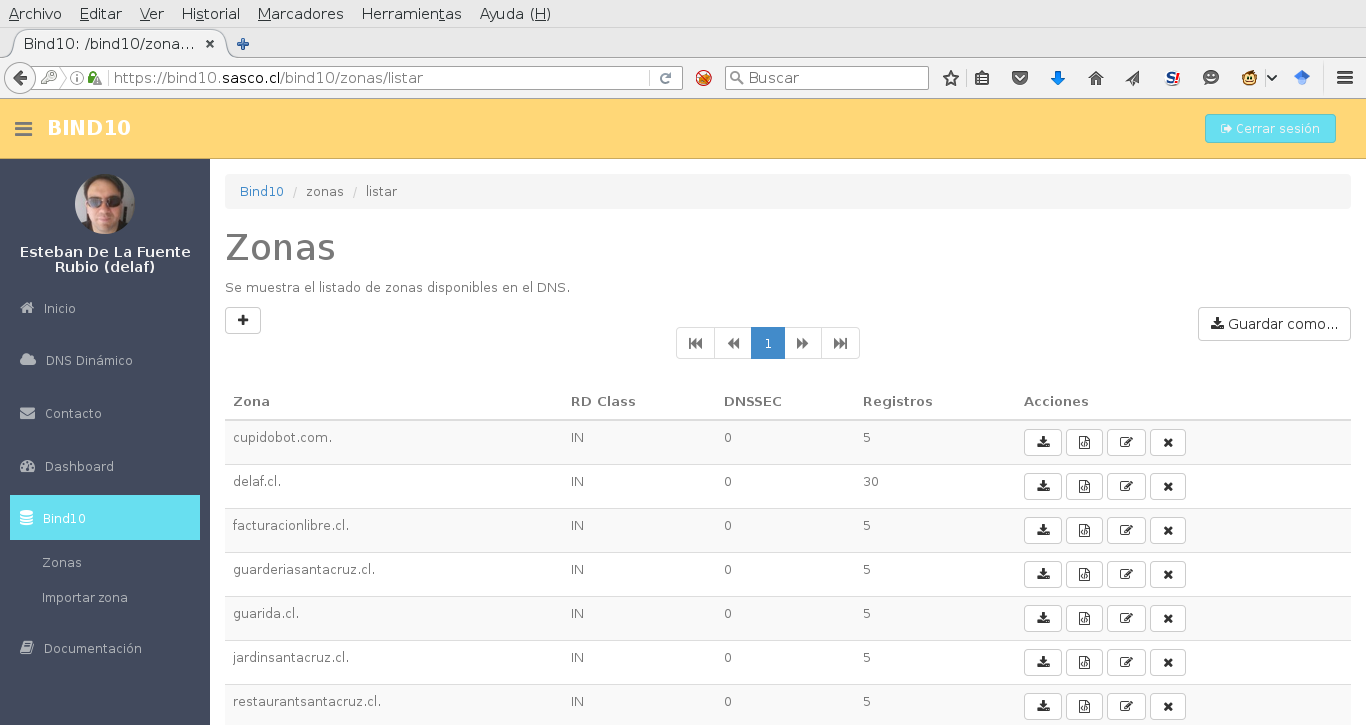 Archivo Editar Ver Historial Marcadores Herramientas Ayuda (H)
Bind10: /bind10/zona...
https://bind10.sasco.cl/bind10/zonas/listar
Buscar
BIND10
Cerrar sesión
Esteban De La Fuente
Rubio (delaf)
Inicio
DNS Dinámico
Contacto
Dashboard
Bind10
Zonas
Importar zona
Documentación
Bind10 / zonas / listar
Zonas
Se muestra el listado de zonas disponibles en el DNS.
Guardar como...
1
Zona RD Class DNSSEC Registros Acciones
cupidobot.com. IN 0 5
delaf.cl. IN 0 30
facturacionlibre.cl. IN 0 5
guarderiasantacruz.cl. IN 0 5
guarida.cl. IN 0 5
jardinsantacruz.cl. IN 0 5
restaurantsantacruz.cl. IN 0 5